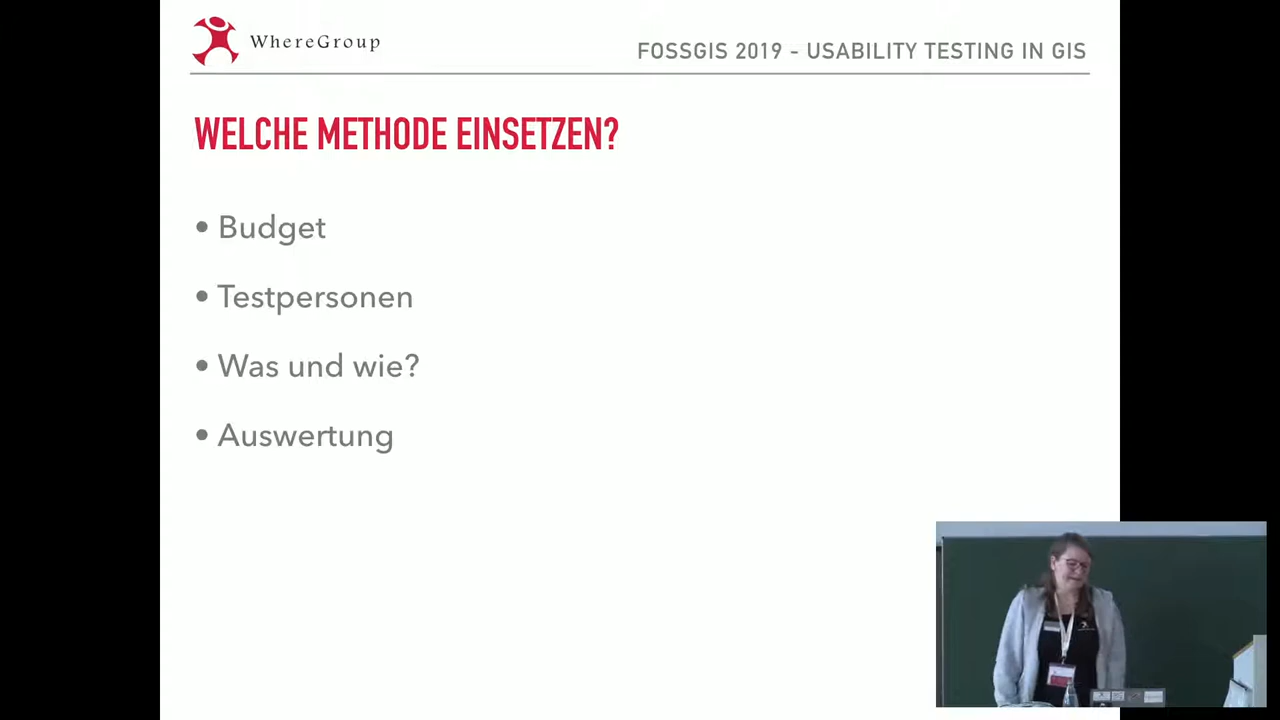 WhereGroup
FOSSGIS 2019 - USABILITY TESTING IN GIS
WELCHE METHODE EINSETZEN?
• Budget
• Testpersonen
• Was und wie?
• Auswertung